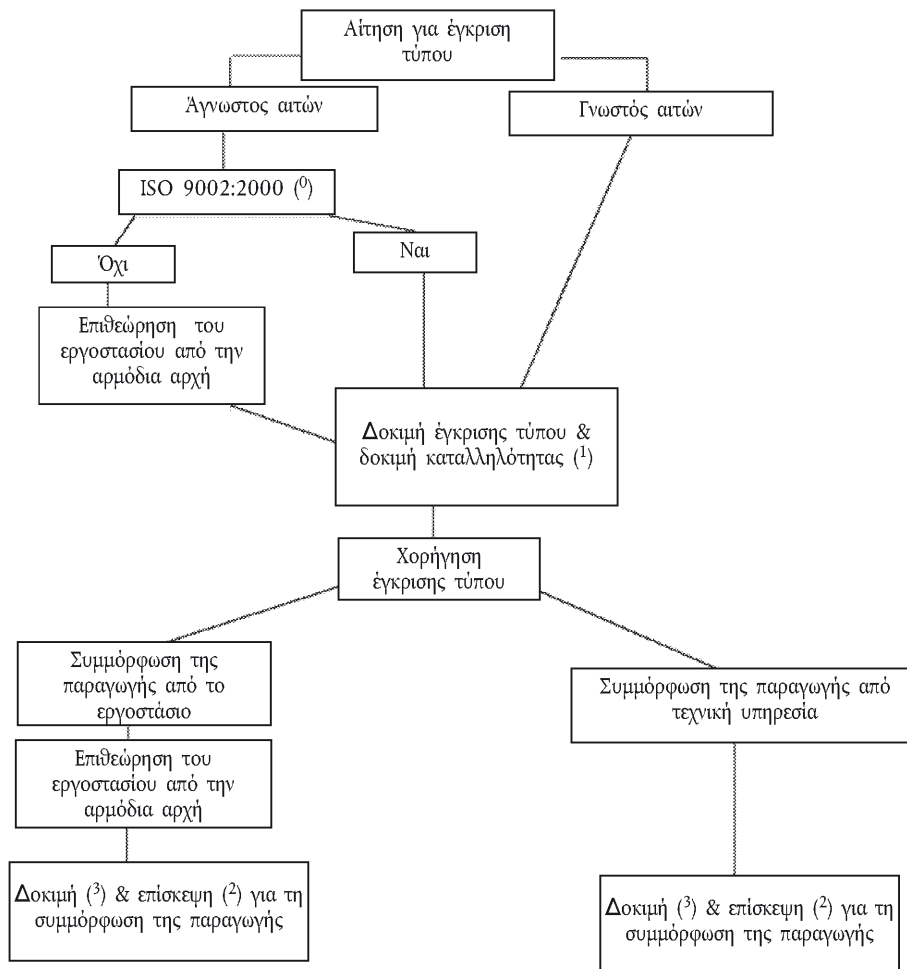 Αίτηση για έγκριση
τύπου
Άγνωστος αιτών
Γνωστός αιτών
ISO 9002:2000 (⁰)
Όχι
Ναι
Επιθεώρηση του
εργοστασίου από την
αρμόδια αρχή
Δοκιμή έγκρισης τύπου &
δοκιμή καταλληλότητας (¹)
Χορήγηση
έγκρισης τύπου
Συμμόρφωση της
παραγωγής από το
εργοστάσιο
Συμμόρφωση της παραγωγής από
τεχνική υπηρεσία
Επιθεώρηση του
εργοστασίου από την
αρμόδια αρχή
Δοκιμή (³) & επίσκεψη (²) για τη
συμμόρφωση της παραγωγής
Δοκιμή (³) & επίσκεψη (²) για τη
συμμόρφωση της παραγωγής